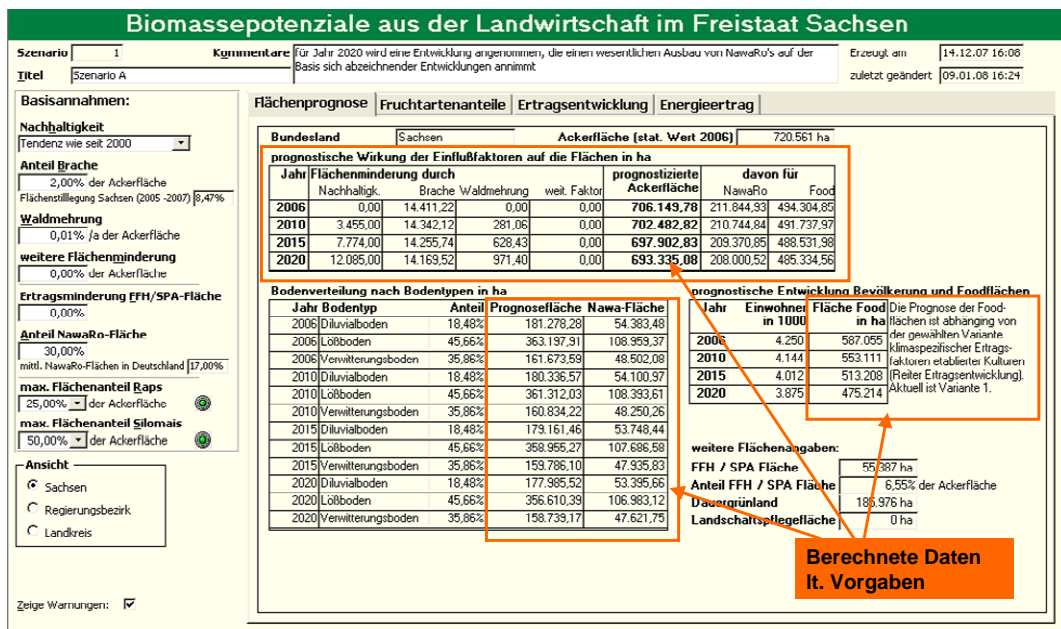 Biomassepotenziale aus der Landwirtschaft im Freistaat Sachsen
Szenario 1
Kommentare für Jahr 2020 wird eine Entwicklung angenommen, die einen wesentlichen Ausbau von NawaRo's auf der
Basis sich abzeichnender Entwicklungen annimmt
Erzeugt am 14.12.07 16:08
Titel Szenario A
zuletzt geändert 09.01.08 16:24
Basisannahmen:
Nachhaltigkeit
Tendenz wie seit 2000
Anteil Brache
2,00% der Ackerfläche
Flächenstilllegung Sachsen (2005 -2007) 8,47%
Waldmehrung
0,01% /a der Ackerfläche
weitere Flächenminderung
0,00% der Ackerfläche
Ertragsminderung FFH/SPA-Fläche
0,00%
Anteil NawaRo-Fläche
30,00%
mittl. NawaRo-Flächen in Deutschland 17,00%
max. Flächenanteil Raps
25,00% der Ackerfläche
max. Flächenanteil Silomais
50,00% der Ackerfläche
Ansicht
Sachsen
Regierungsbezirk
Landkreis
Zeige Warnungen:
Flächenprognose Fruchtartenanteile Ertragsentwicklung Energieertrag
Bundesland Sachsen Ackerfläche (stat. Wert 2006) 720.561 ha
prognostische Wirkung der Einflußfaktoren auf die Flächen in ha
Jahr Flächenminderung durch prognostizierte davon für
Nachhaltigk. Brache Waldmehrung weit. Faktor Ackerfläche NawaRo Food
2006 0,00 14.411,22 0,00 0,00 706.149,78 211.844,93 494.304,85
2010 3.455,00 14.342,12 281,06 0,00 702.482,82 210.744,84 491.737,97
2015 7.774,00 14.255,74 628,43 0,00 697.902,83 209.370,85 488.531,98
2020 12.085,00 14.169,52 971,40 0,00 693.335,08 208.000,52 485.334,56
Bodenverteilung nach Bodentypen in ha
Jahr Bodentyp Anteil Prognosefläche Nawa-Fläche
2006 Diluvialboden 18,48% 181.278,28 54.383,48
2006 Lößboden 45,66% 363.197,91 108.959,37
2006 Verwitterungsboden 35,86% 161.673,59 48.502,08
2010 Diluvialboden 18,48% 180.336,57 54.100,97
2010 Lößboden 45,66% 361.312,03 108.393,61
2010 Verwitterungsboden 35,86% 160.834,22 48.250,26
2015 Diluvialboden 18,48% 179.161,46 53.748,44
2015 Lößboden 45,66% 358.955,27 107.686,58
2015 Verwitterungsboden 35,86% 159.786,10 47.935,83
2020 Diluvialboden 18,48% 177.985,52 53.395,66
2020 Lößboden 45,66% 356.610,39 106.983,12
2020 Verwitterungsboden 35,86% 158.739,17 47.621,75
prognostische Entwicklung Bevölkerung und Foodflächen
Jahr Einwohner Fläche Food
in 1000 in ha
2006 4.250 587.055
2010 4.144 553.111
2015 4.012 513.208
2020 3.875 475.214
Die Prognose der Food-
flächen ist abhängig von
der gewählten Variante
klimaspezifischer Ertrags-
faktoren etablierter Kulturen
(Reiter Ertragsentwicklung).
Aktuell ist Variante 1.
weitere Flächenangaben:
FFH / SPA Fläche 55.387 ha
Anteil FFH / SPA Fläche 6,55% der Ackerfläche
Dauergrünland 186.976 ha
Landschaftspflegefläche 0 ha
Berechnete Daten
lt. Vorgaben